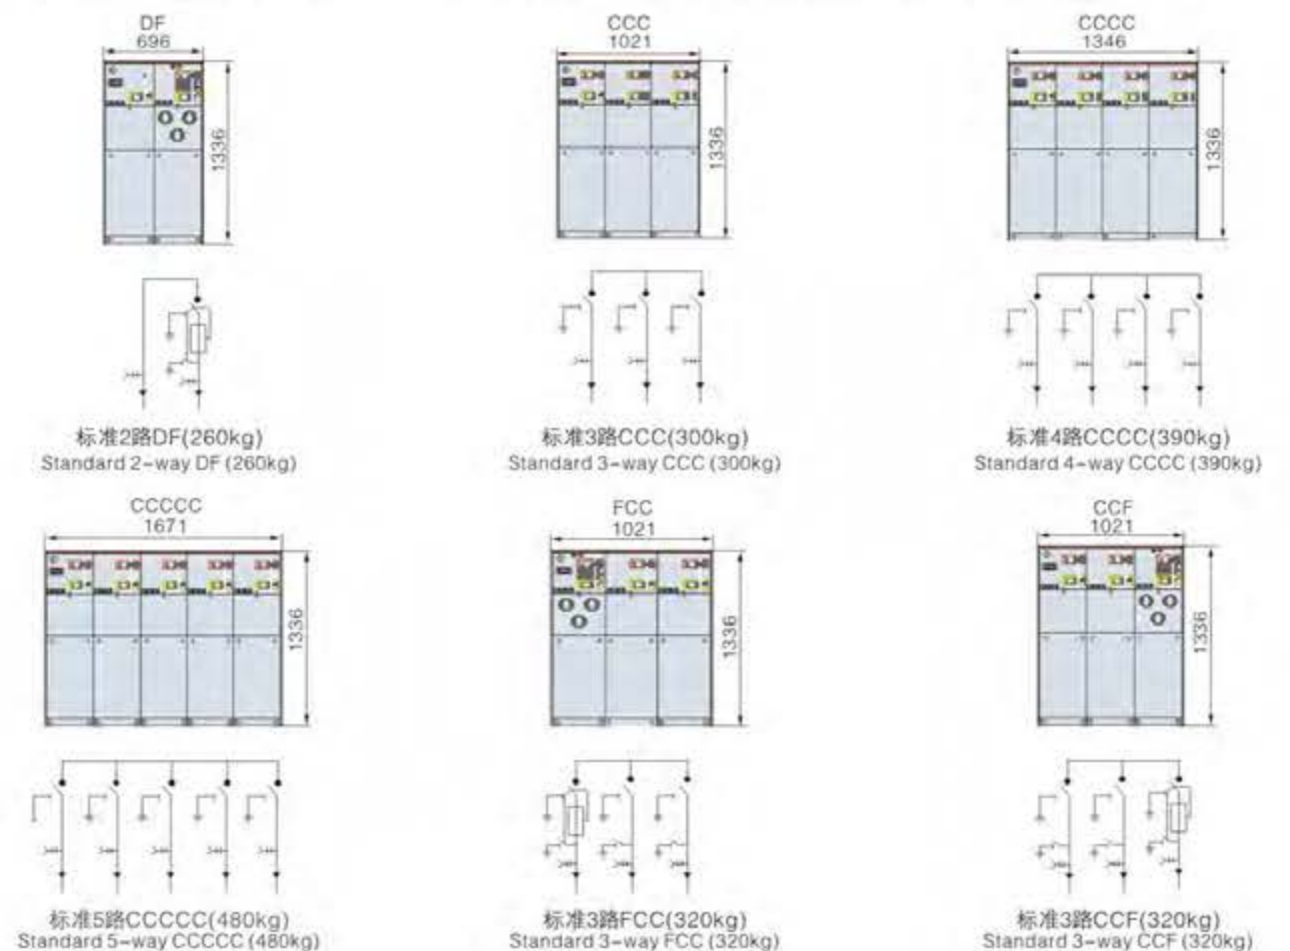 DF
696
1336
CCC
1021
1336
CCCC
1346
1336
标准2路DF(260kg)
Standard 2-way DF (260kg)
标准3路CCC(300kg)
Standard 3-way CCC (300kg)
标准4路CCCC(390kg)
Standard 4-way CCCC (390kg)
CCCCC
1671
1336
FCC
1021
1336
CCF
1021
1336
标准5路CCCCC(480kg)
Standard 5-way CCCCC (480kg)
标准3路FCC(320kg)
Standard 3-way FCC (320kg)
标准3路CCF(320kg)
Standard 3-way CCF (320kg)